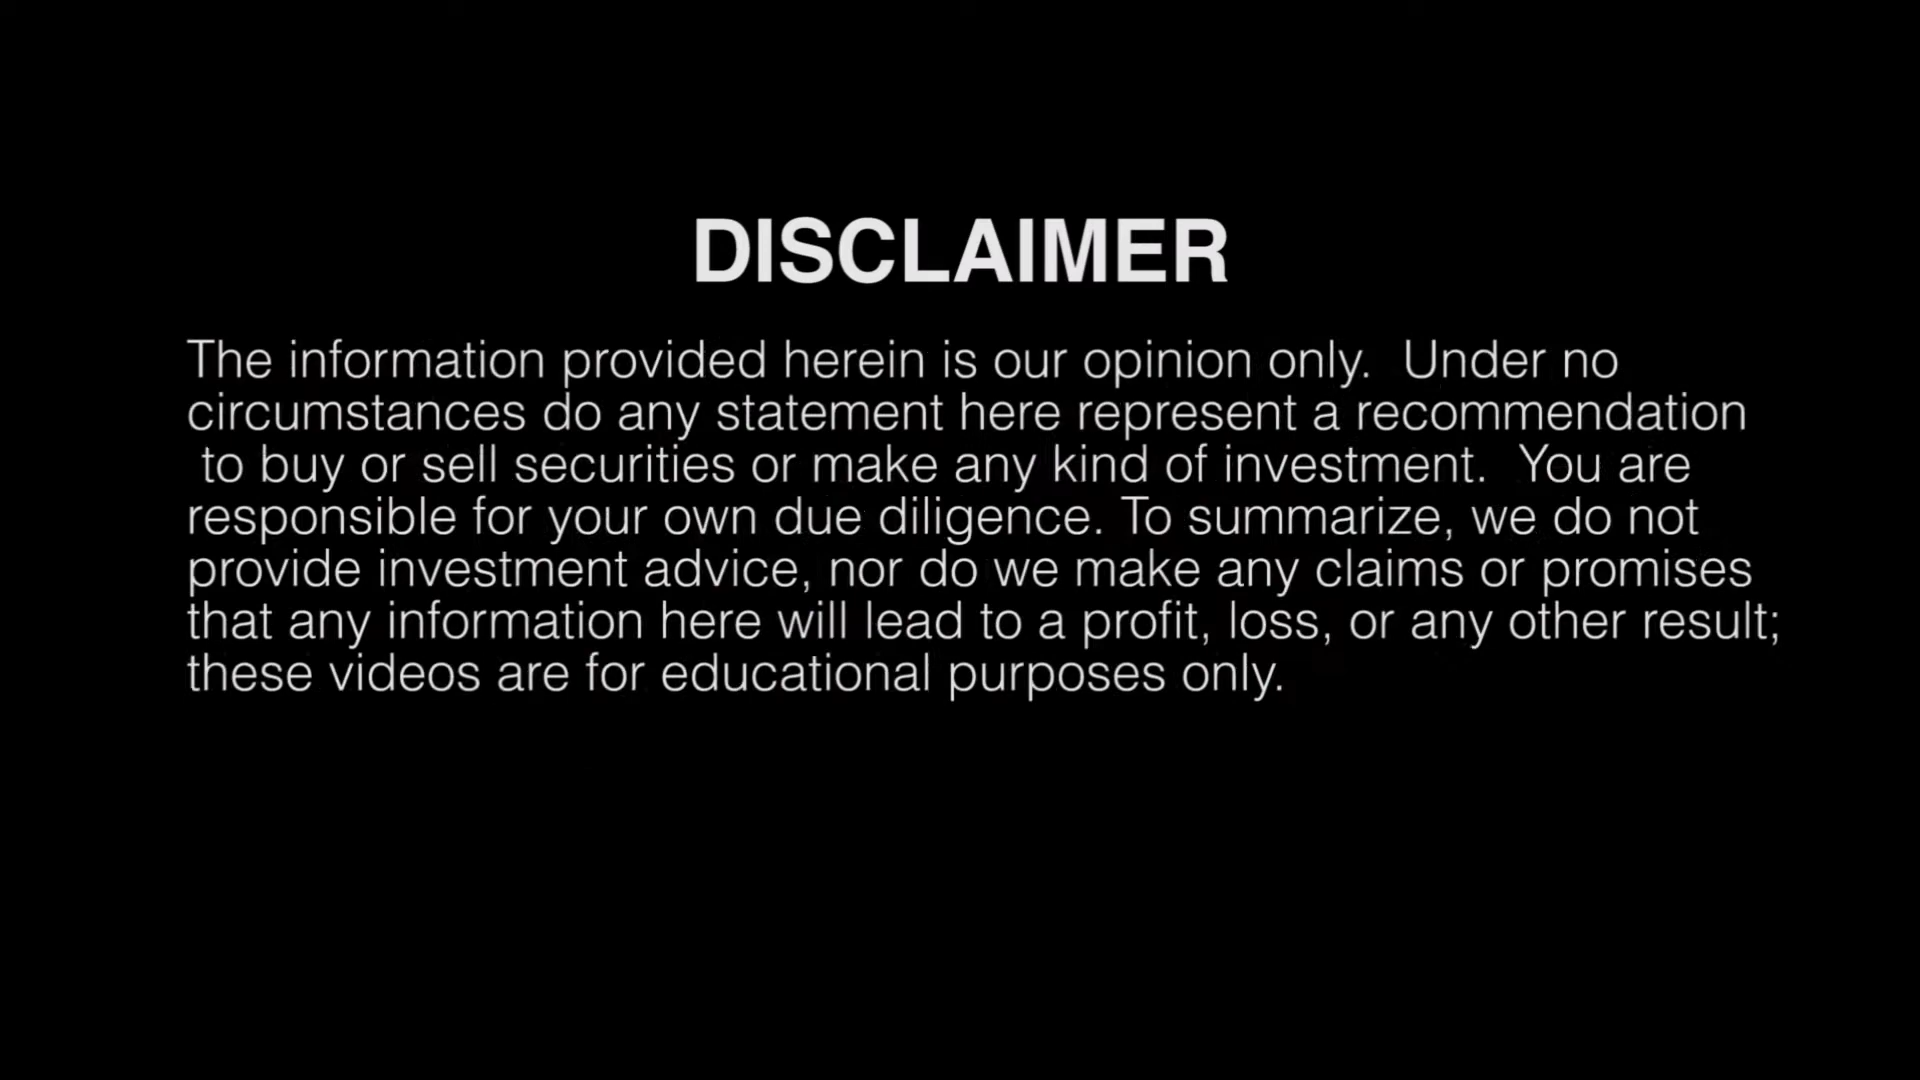 DISCLAIMER
The information provided herein is our opinion only.  Under no
circumstances do any statement here represent a recommendation
to buy or sell securities or make any kind of investment.  You are
responsible for your own due diligence. To summarize, we do not
provide investment advice, nor do we make any claims or promises
that any information here will lead to a profit, loss, or any other result;
these videos are for educational purposes only.